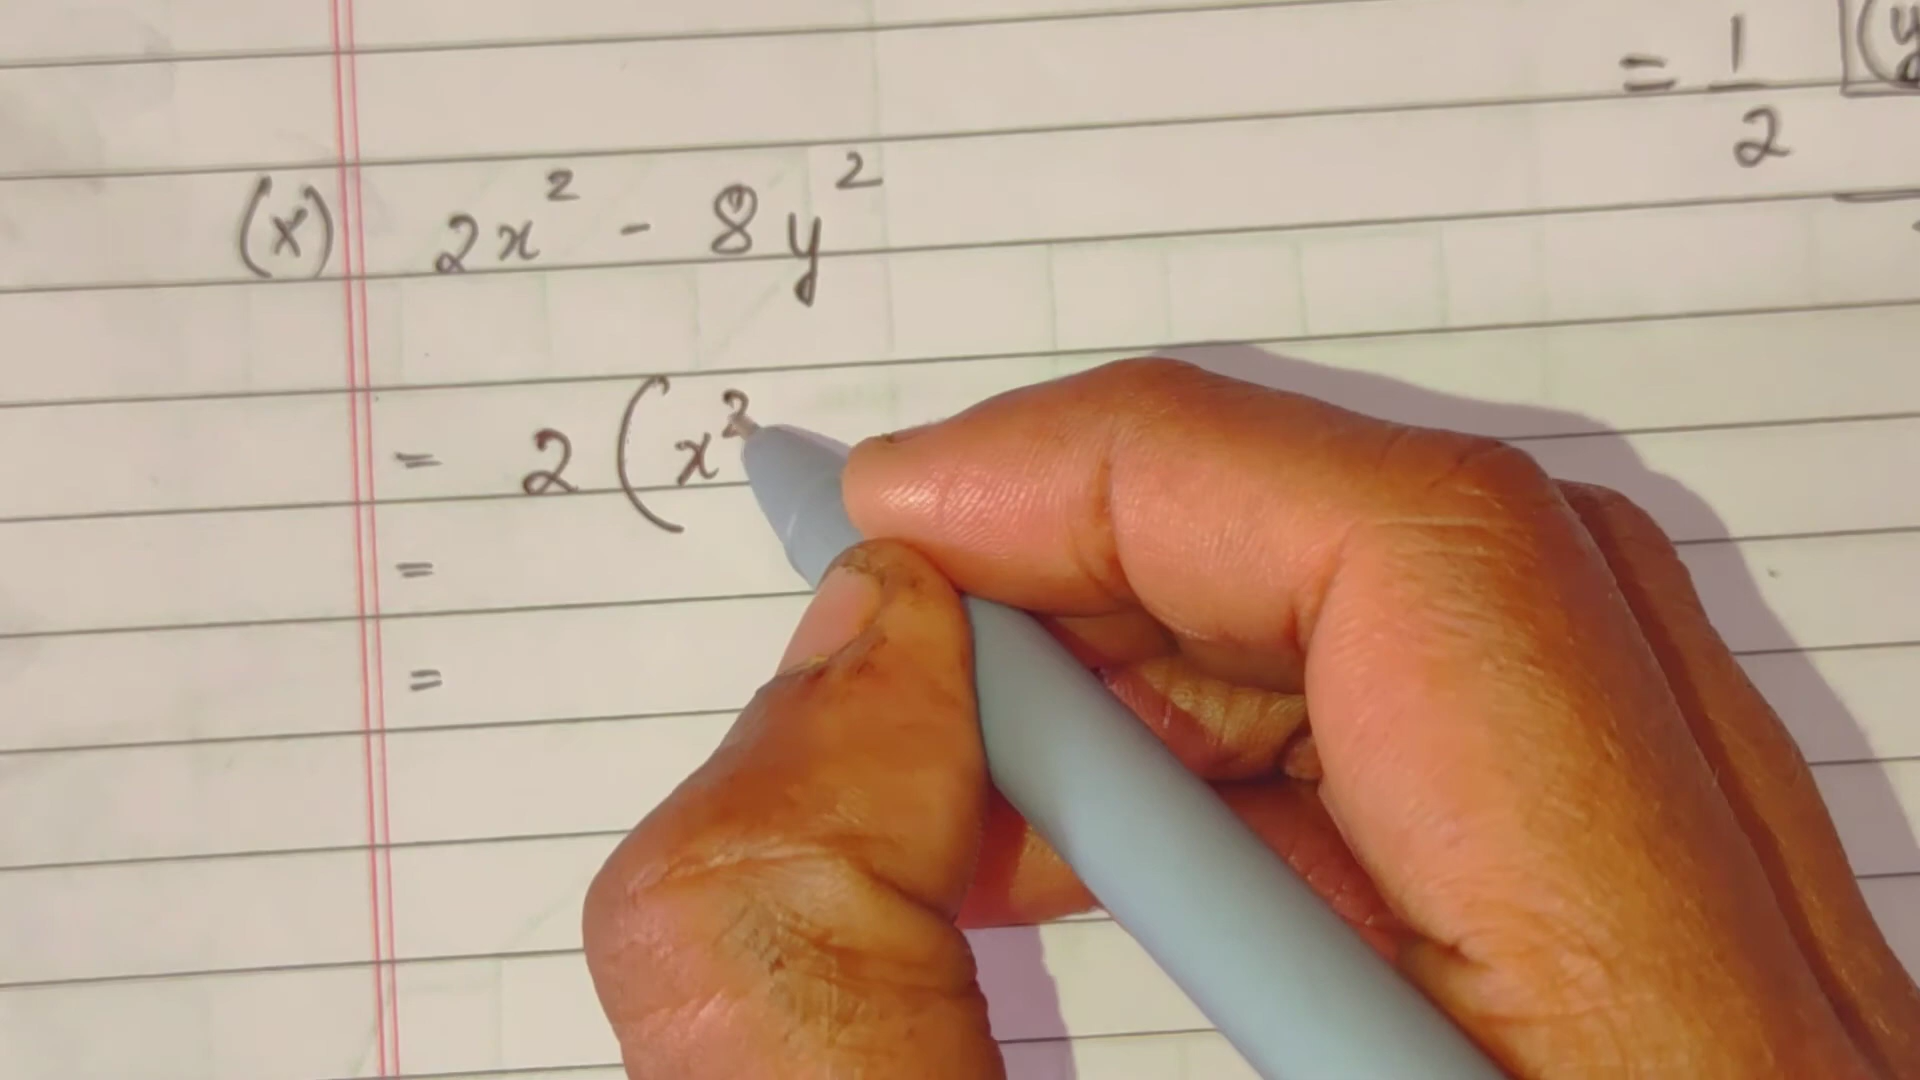 = 1/2 (y
(x) 2x² - 8y²
= 2 (x²
=
=